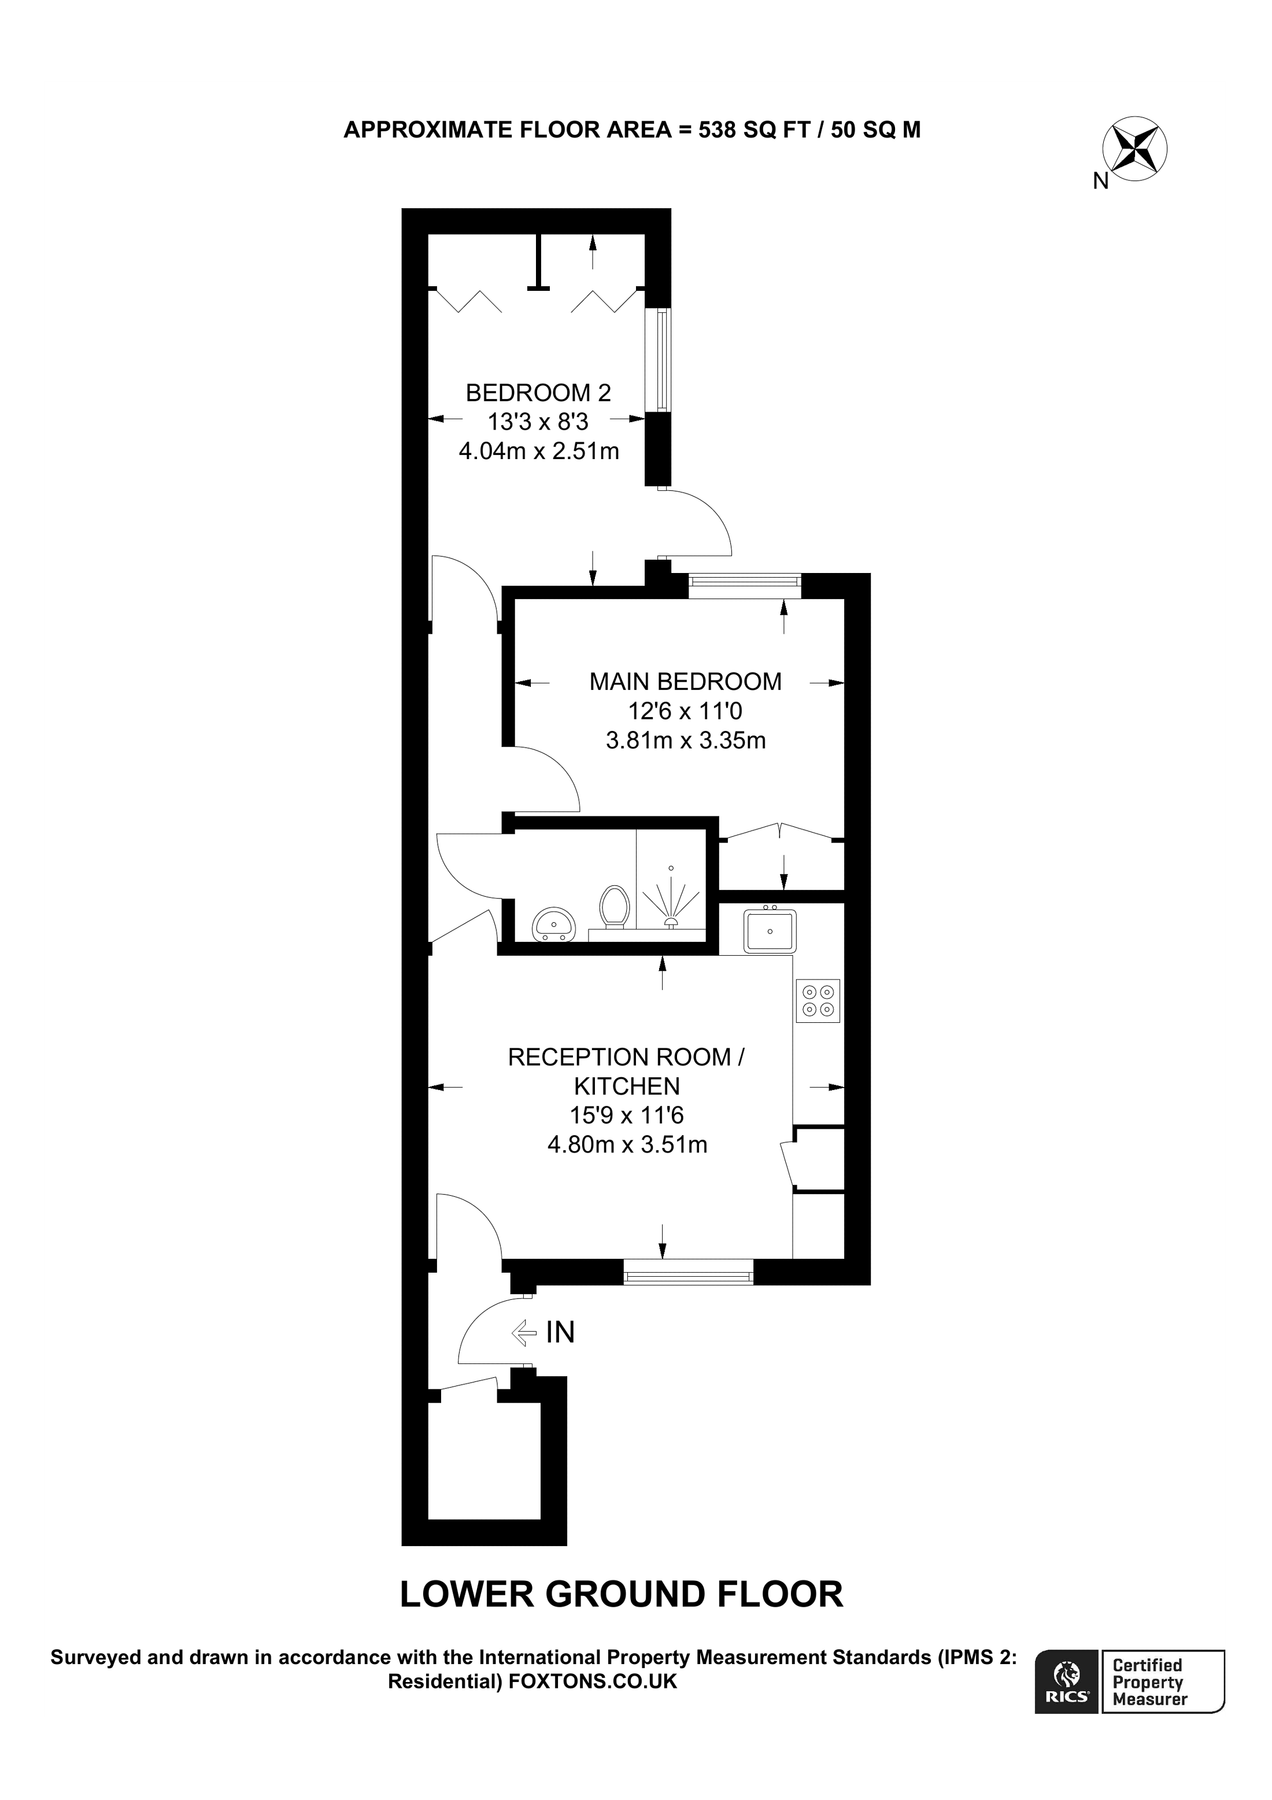 APPROXIMATE FLOOR AREA = 538 SQ FT / 50 SQ M
N
BEDROOM 2
13'3 x 8'3
4.04m x 2.51m
MAIN BEDROOM
12'6 x 11'0
3.81m x 3.35m
RECEPTION ROOM /
KITCHEN
15'9 x 11'6
4.80m x 3.51m
IN
LOWER GROUND FLOOR
Surveyed and drawn in accordance with the International Property Measurement Standards (IPMS 2:
Residential) FOXTONS.CO.UK
RICS
Certified
Property
Measurer